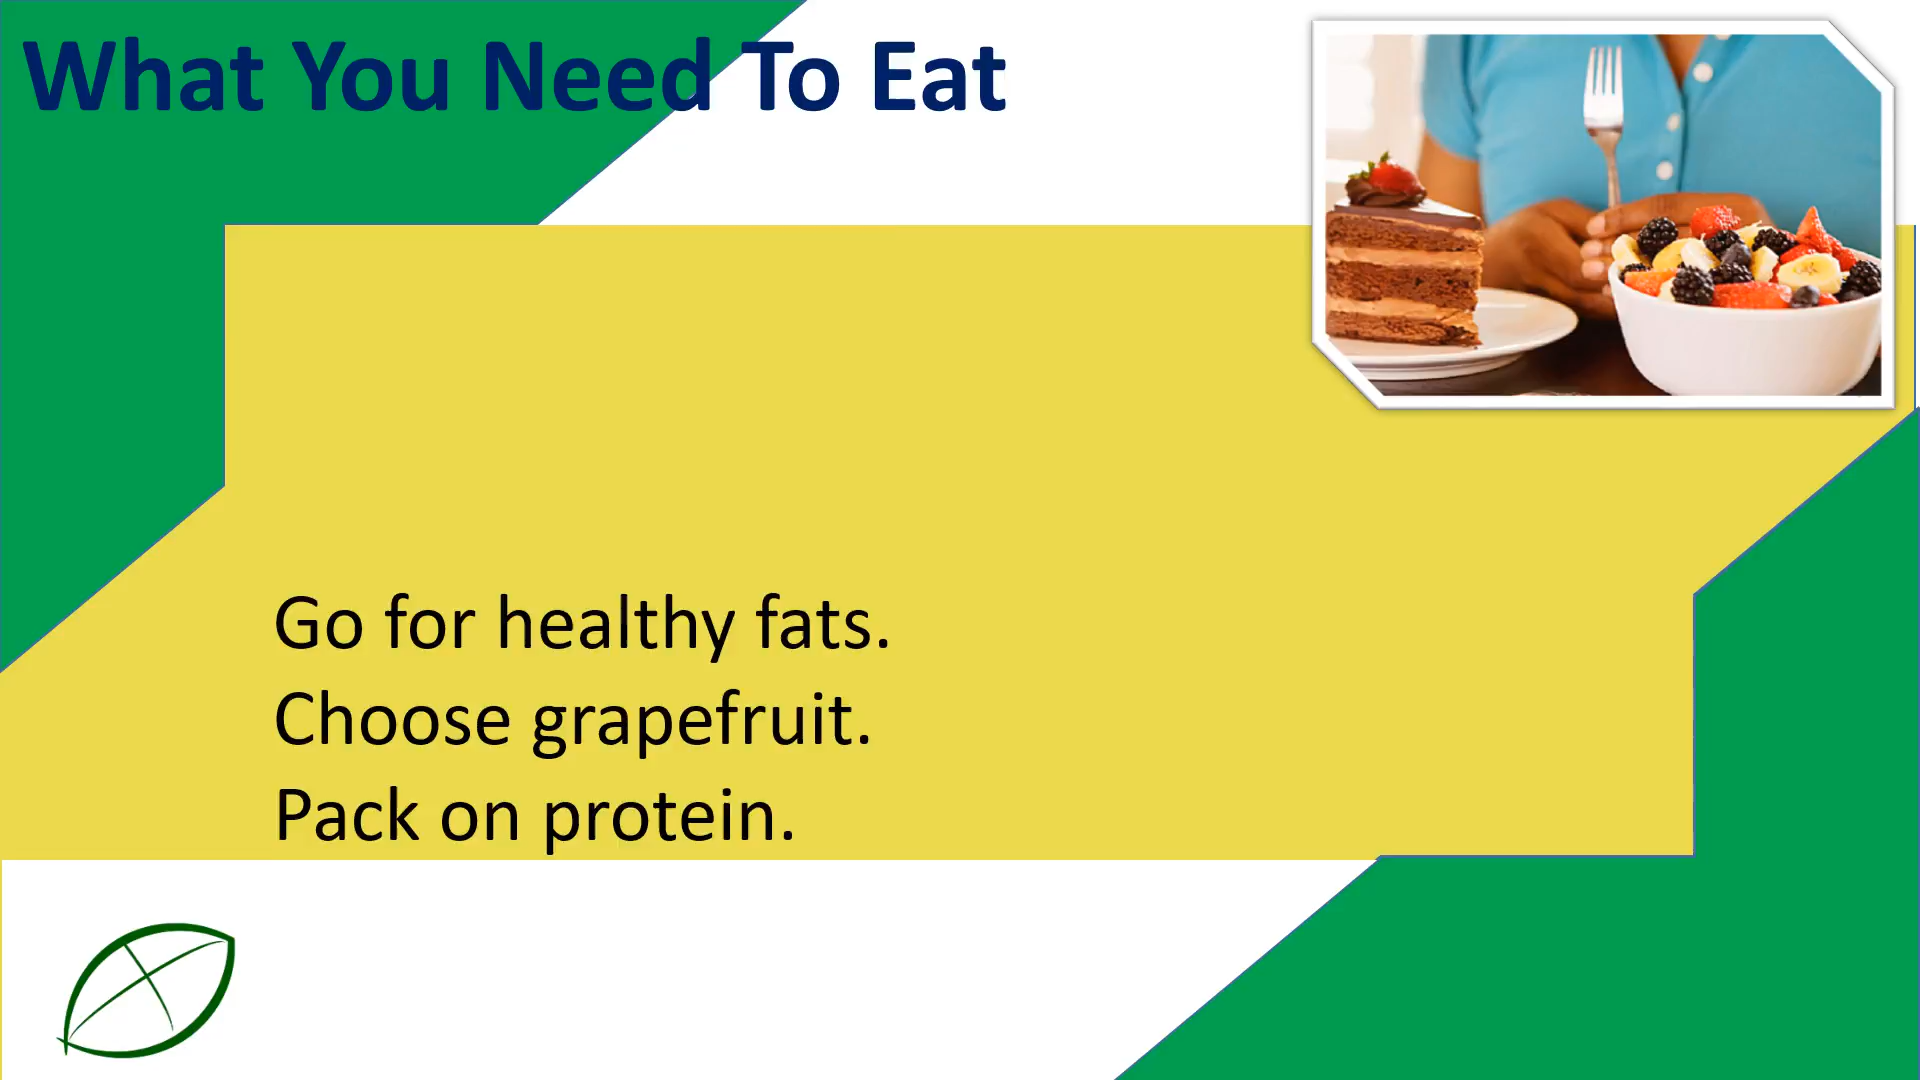 What You Need To Eat
Go for healthy fats.
Choose grapefruit.
Pack on protein.